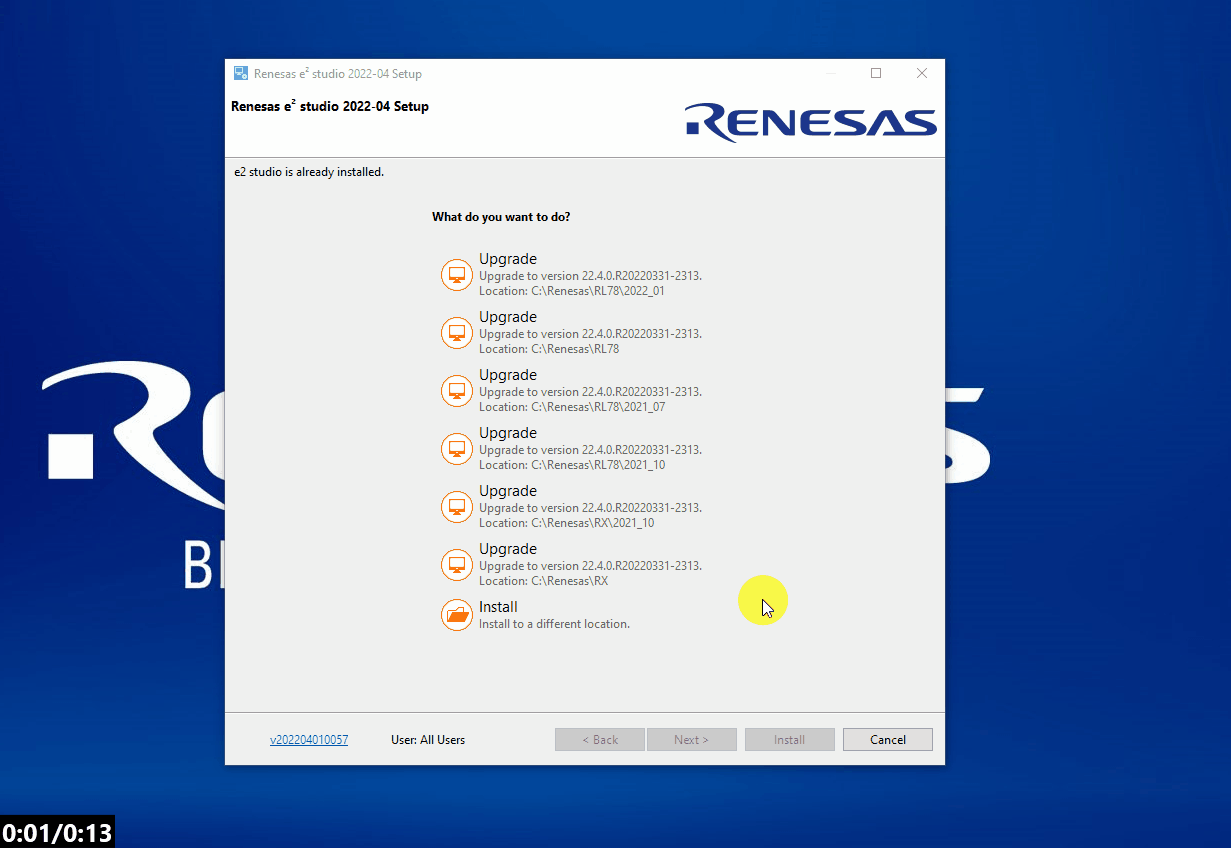 Renesas e² studio 2022-04 Setup
Renesas e² studio 2022-04 Setup
RENESAS
e2 studio is already installed.
What do you want to do?
Upgrade
Upgrade to version 22.4.0.R20220331-2313.
Location: C:\Renesas\RL78\2022_01
Upgrade
Upgrade to version 22.4.0.R20220331-2313.
Location: C:\Renesas\RL78
Upgrade
Upgrade to version 22.4.0.R20220331-2313.
Location: C:\Renesas\RL78\2021_07
Upgrade
Upgrade to version 22.4.0.R20220331-2313.
Location: C:\Renesas\RL78\2021_10
Upgrade
Upgrade to version 22.4.0.R20220331-2313.
Location: C:\Renesas\RX\2021_10
Upgrade
Upgrade to version 22.4.0.R20220331-2313.
Location: C:\Renesas\RX
Install
Install to a different location.
v202204010057 User: All Users < Back Next > Install Cancel
0:01/0:13